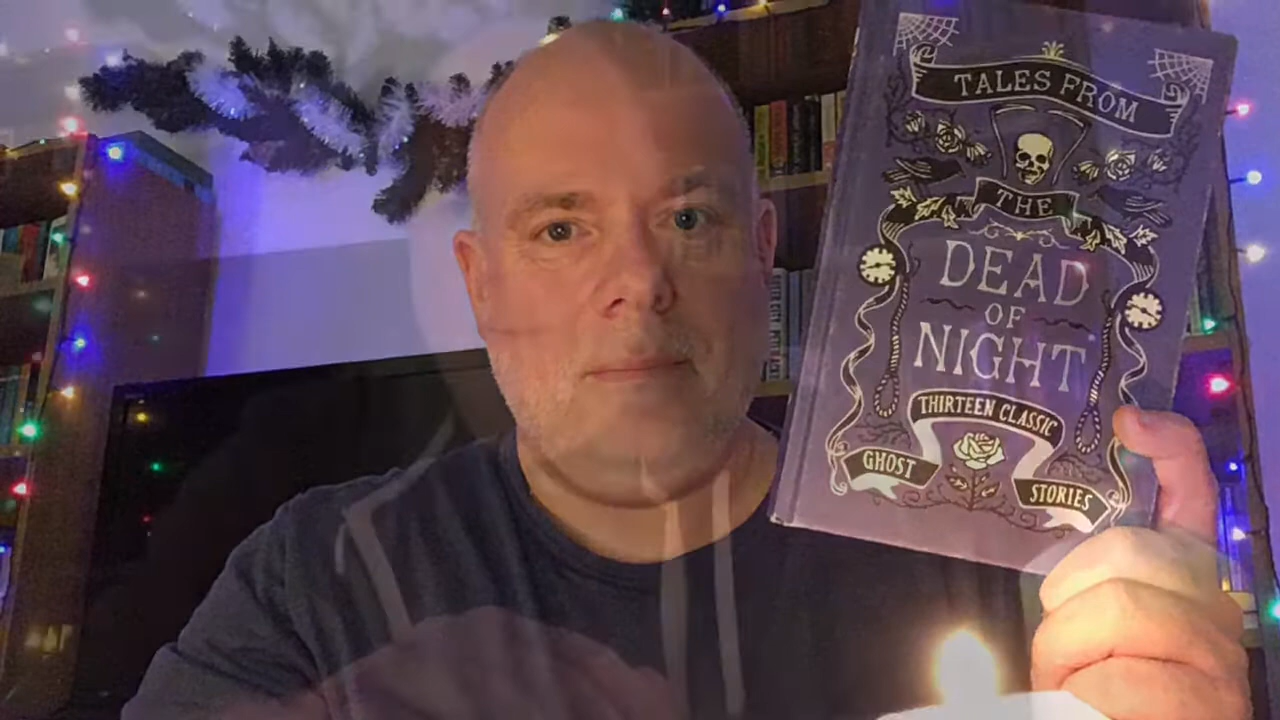 TALES FROM
THE
DEAD
OF
NIGHT
THIRTEEN CLASSIC
GHOST
STORIES